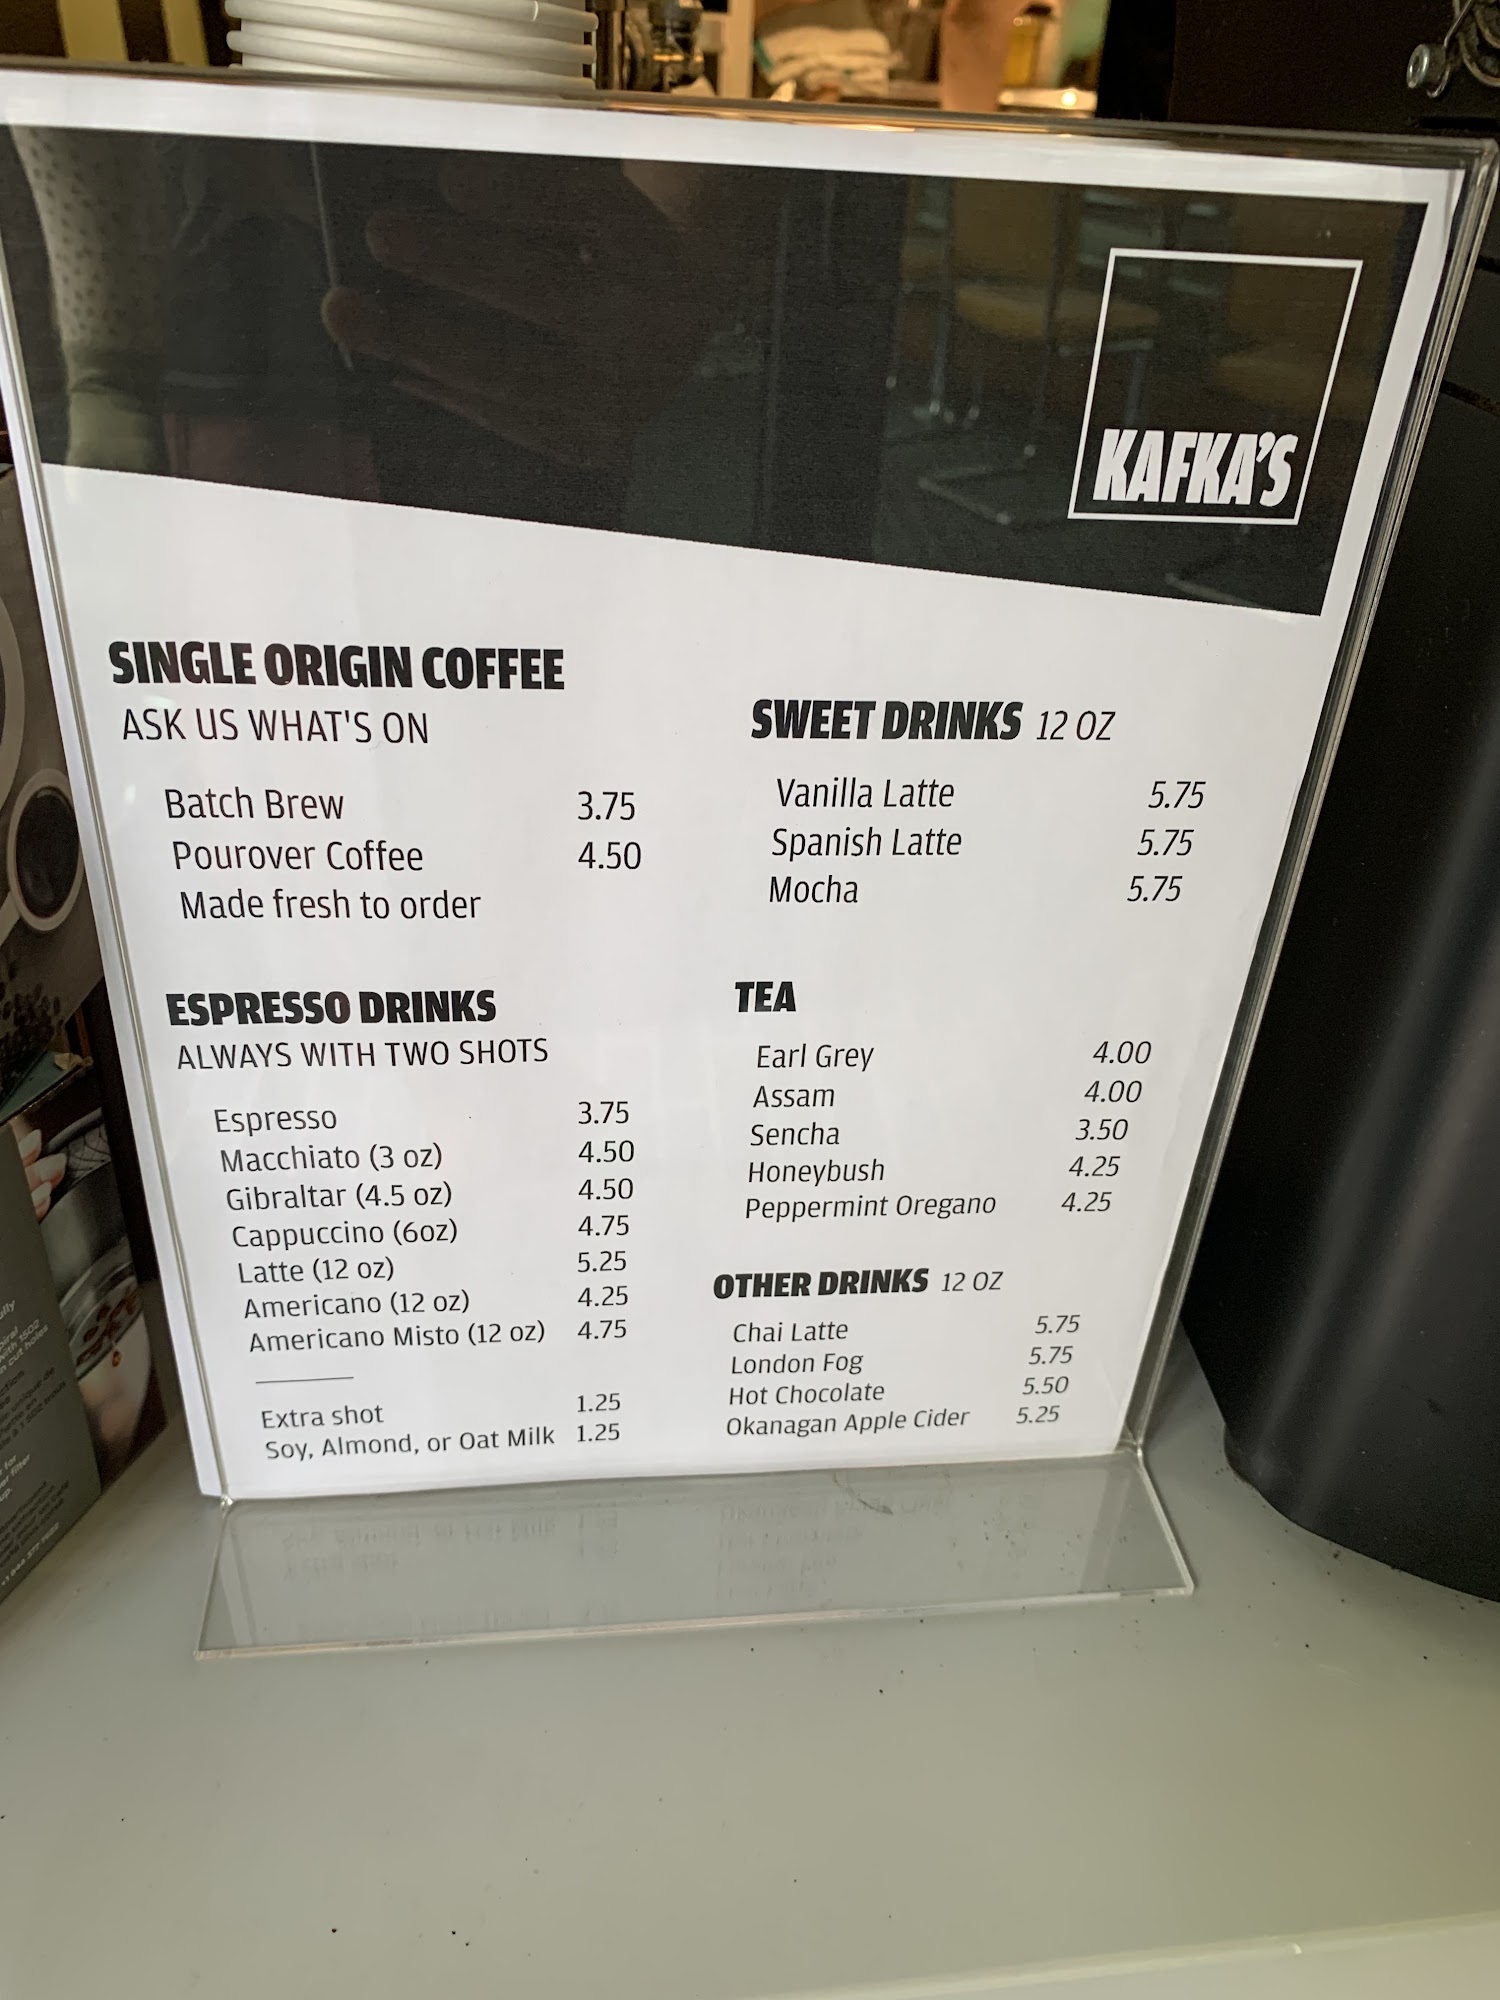 KAFKA'S
SINGLE ORIGIN COFFEE
ASK US WHAT'S ON
Batch Brew 3.75
Pourover Coffee 4.50
Made fresh to order
ESPRESSO DRINKS
ALWAYS WITH TWO SHOTS
Espresso 3.75
Macchiato (3 oz) 4.50
Gibraltar (4.5 oz) 4.50
Cappuccino (6oz) 4.75
Latte (12 oz) 5.25
Americano (12 oz) 4.25
Americano Misto (12 oz) 4.75
Extra shot 1.25
Soy, Almond, or Oat Milk 1.25
SWEET DRINKS 12 OZ
Vanilla Latte 5.75
Spanish Latte 5.75
Mocha 5.75
TEA
Earl Grey 4.00
Assam 4.00
Sencha 3.50
Honeybush 4.25
Peppermint Oregano 4.25
OTHER DRINKS 12 OZ
Chai Latte 5.75
London Fog 5.75
Hot Chocolate 5.50
Okanagan Apple Cider 5.25